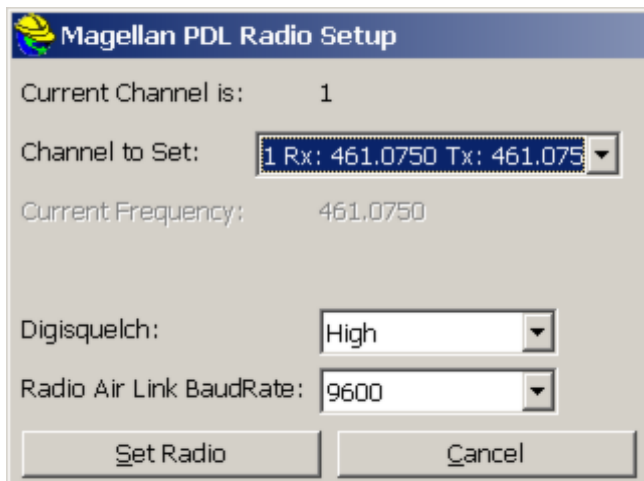 Magellan PDL Radio Setup
Current Channel is: 1
Channel to Set: 1 Rx: 461.0750 Tx: 461.075
Current Frequency: 461.0750
Digisquelch: High
Radio Air Link BaudRate: 9600
Set Radio Cancel